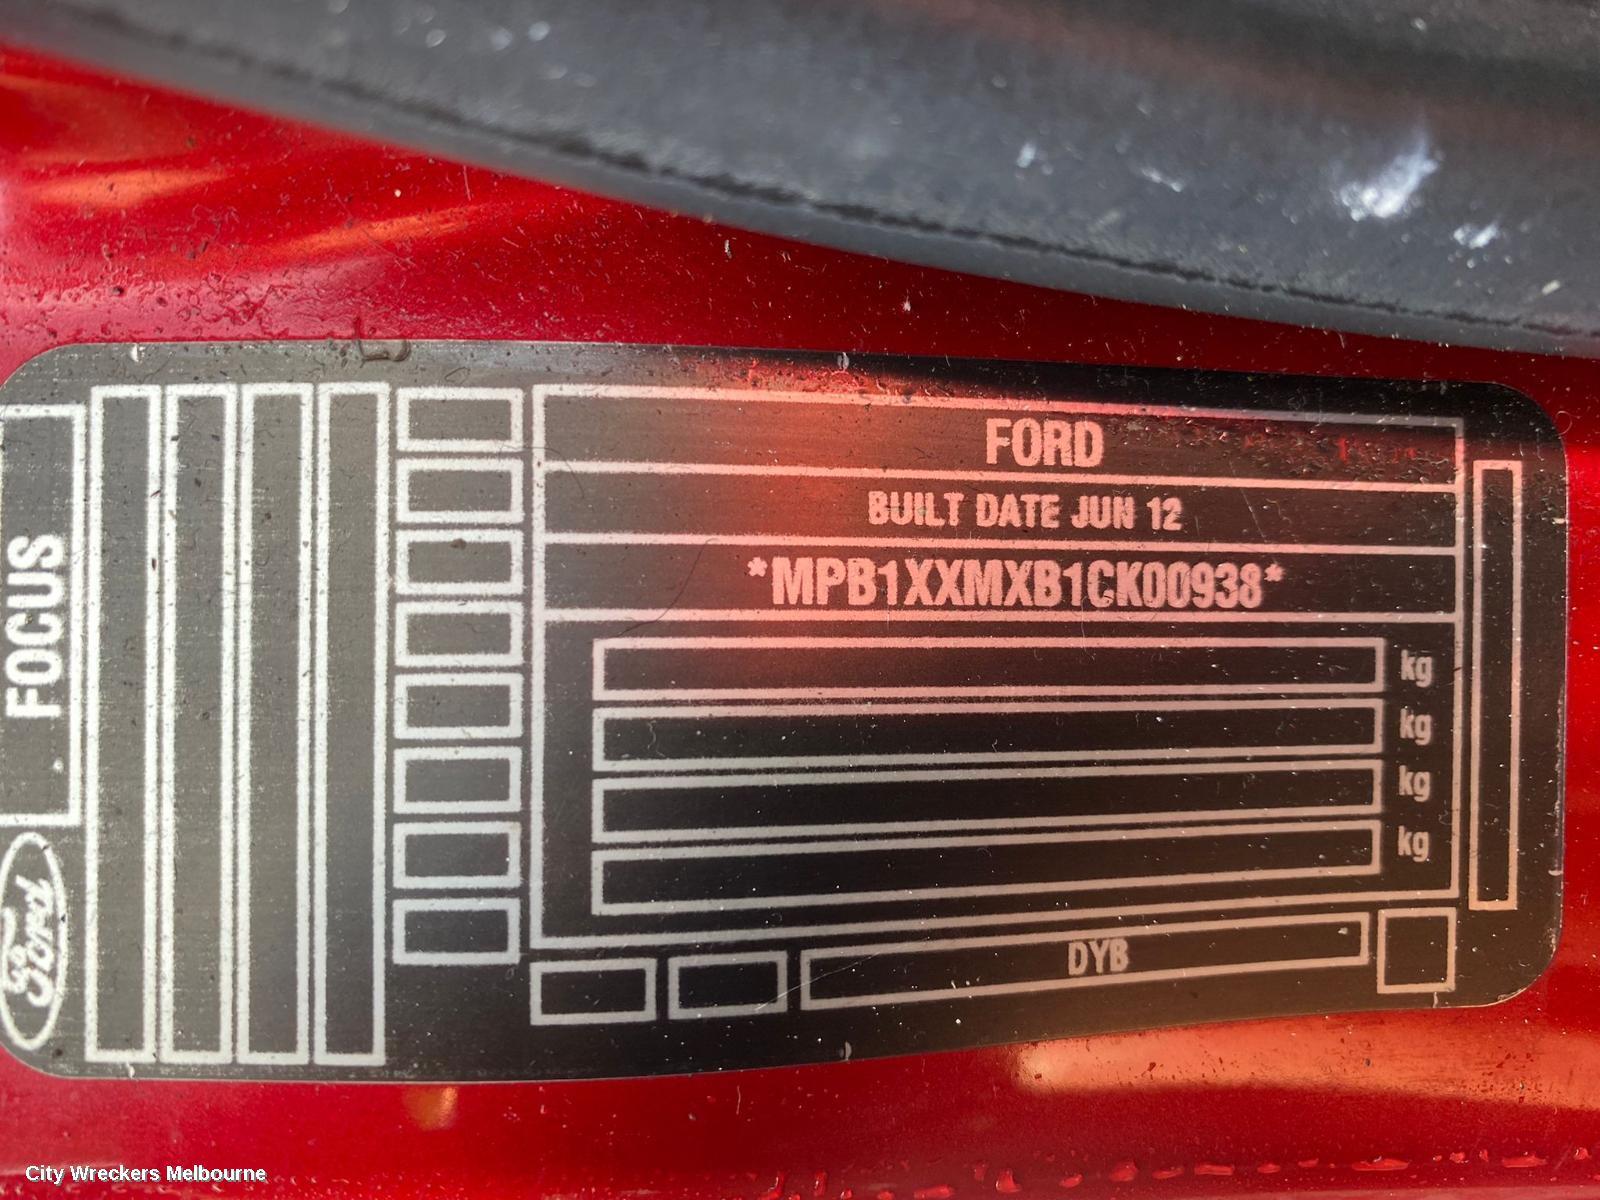 FORD
BUILT DATE JUN 12
*MPB1XXMXB1CK00938*
kg
kg
kg
kg
DYB
FOCUS
Ford
City Wreckers Melbourne